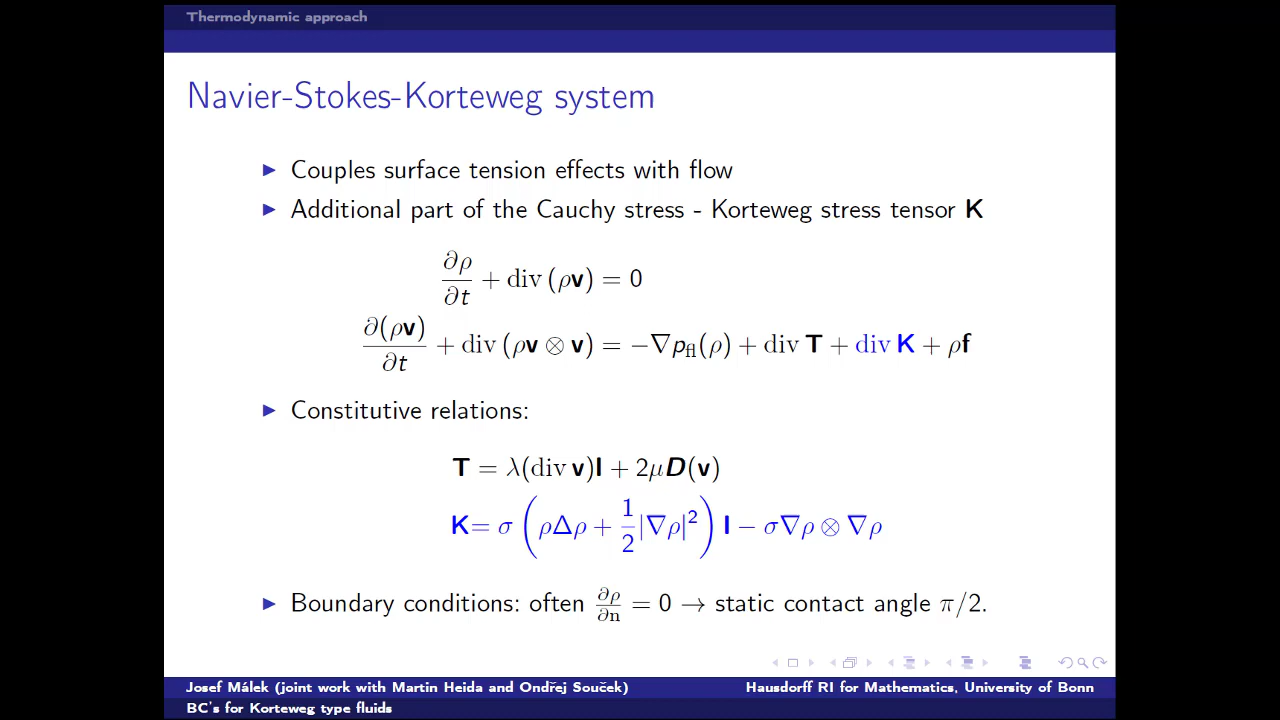 Thermodynamic approach
Navier-Stokes-Korteweg system
▶ Couples surface tension effects with flow
▶ Additional part of the Cauchy stress - Korteweg stress tensor K
∂ρ/∂t + div (ρv) = 0
∂(ρv)/∂t + div (ρv ⊗ v) = −∇p_fl(ρ) + div T + div K + ρf
▶ Constitutive relations:
T = λ(div v)I + 2μD(v)
K= σ (ρΔρ + 1/2|∇ρ|²) I − σ∇ρ ⊗ ∇ρ
▶ Boundary conditions: often ∂ρ/∂n = 0 → static contact angle π/2.
Josef Málek (joint work with Martin Heida and Ondřej Souček) Hausdorff RI for Mathematics, University of Bonn
BC's for Korteweg type fluids